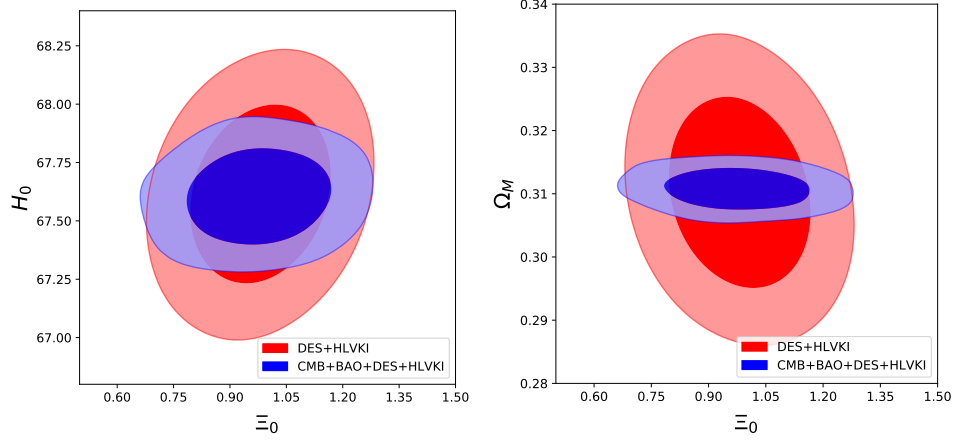 68.25
68.00
67.75
67.50
67.25
67.00
H₀
0.60 0.75 0.90 1.05 1.20 1.35 1.50
Ξ₀
DES+HLVKI
CMB+BAO+DES+HLVKI
0.34
0.33
0.32
0.31
0.30
0.29
0.28
Ω_M
0.60 0.75 0.90 1.05 1.20 1.35 1.50
Ξ₀
DES+HLVKI
CMB+BAO+DES+HLVKI